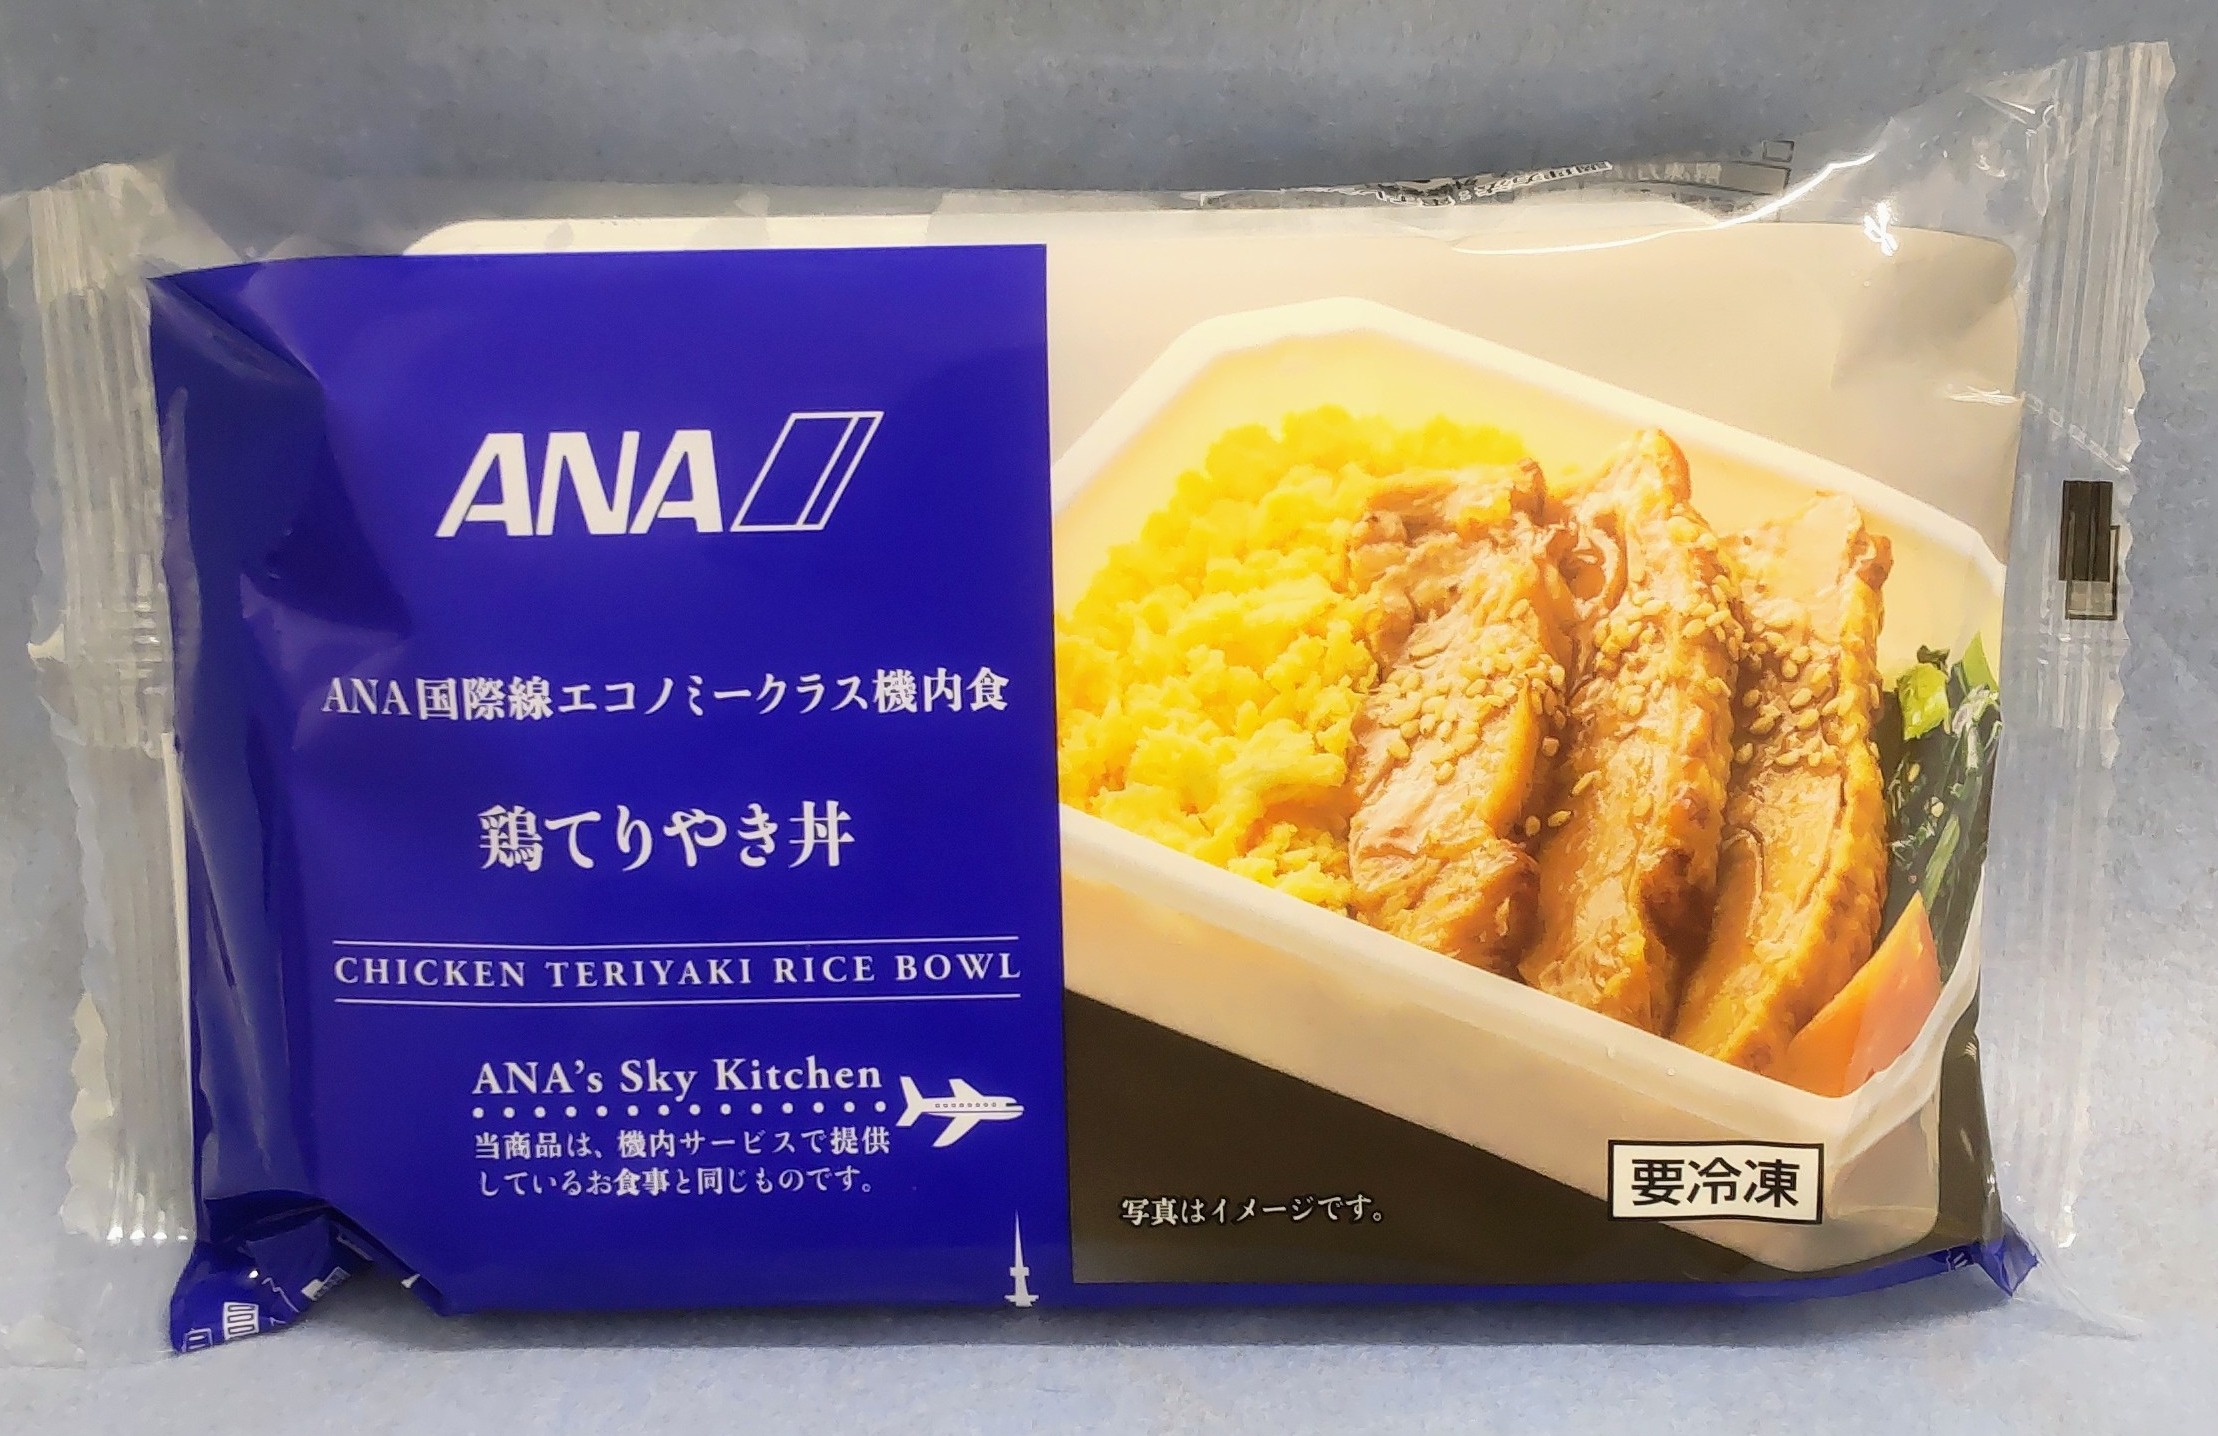 ANA
ANA国際線エコノミークラス機内食
鶏てりやき丼
CHICKEN TERIYAKI RICE BOWL
ANA's Sky Kitchen
当商品は、機内サービスで提供
しているお食事と同じものです。
写真はイメージです。
要冷凍